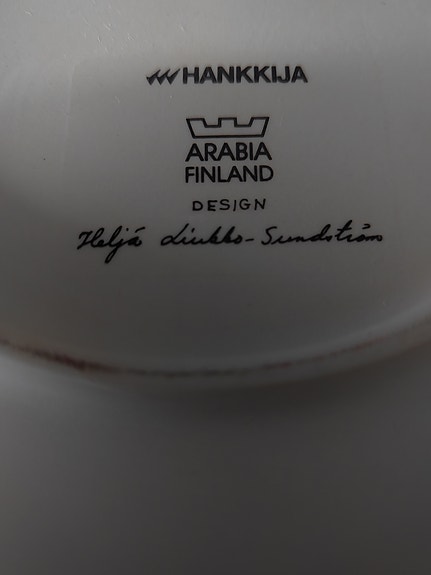 HANKKIJA
ARABIA
FINLAND
DESIGN
Heljä Liukko-Sundström